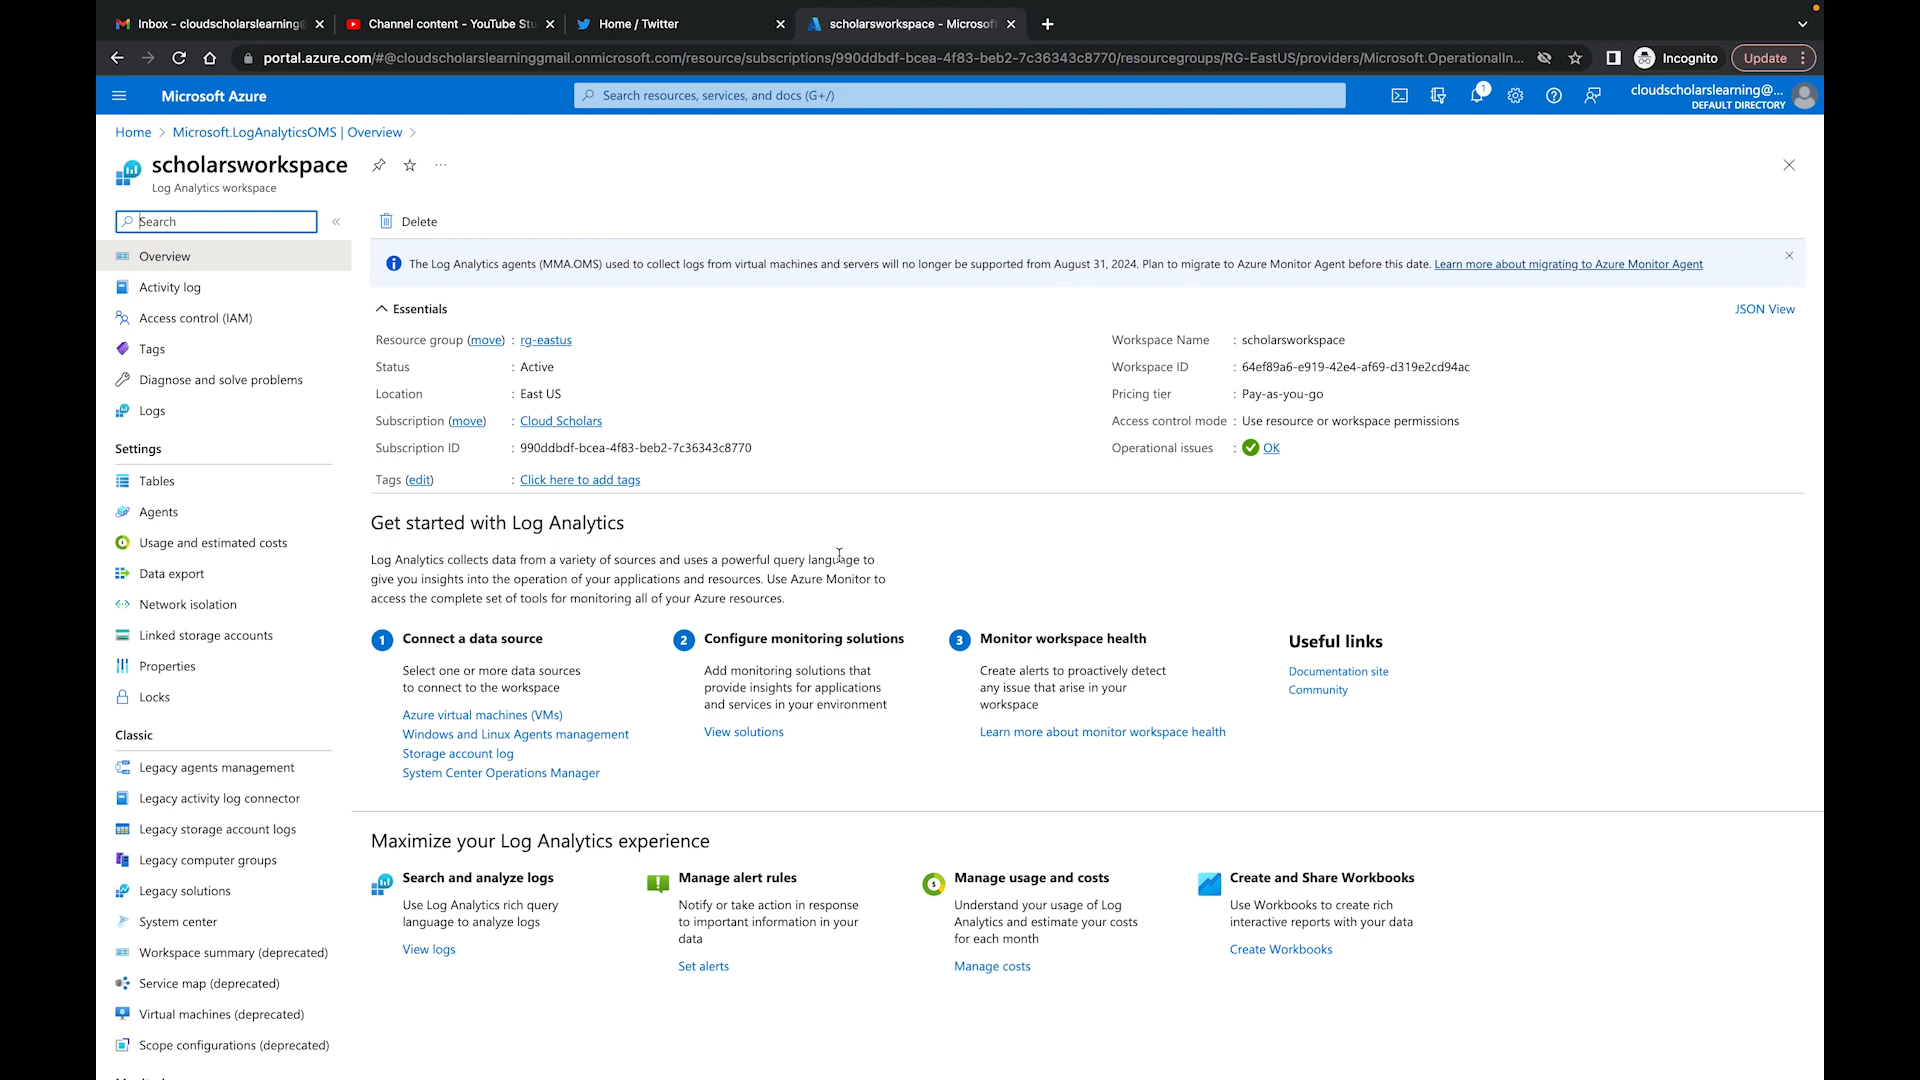 Inbox - cloudscholarslearning@
Channel content - YouTube Stu
Home / Twitter
scholarsworkspace - Microsoft
portal.azure.com/#@cloudscholarslearninggmail.onmicrosoft.com/resource/subscriptions/990ddbdf-bcea-4f83-beb2-7c36343c8770/resourcegroups/RG-EastUS/providers/Microsoft.OperationalIn...
Incognito
Update
Microsoft Azure
Search resources, services, and docs (G+/)
1
cloudscholarslearning@...
DEFAULT DIRECTORY
Home > Microsoft.LogAnalyticsOMS | Overview >
scholarsworkspace
Log Analytics workspace
Search
Delete
Overview
Activity log
Access control (IAM)
Tags
Diagnose and solve problems
Logs
Settings
Tables
Agents
Usage and estimated costs
Data export
Network isolation
Linked storage accounts
Properties
Locks
Classic
Legacy agents management
Legacy activity log connector
Legacy storage account logs
Legacy computer groups
Legacy solutions
System center
Workspace summary (deprecated)
Service map (deprecated)
Virtual machines (deprecated)
Scope configurations (deprecated)
The Log Analytics agents (MMA.OMS) used to collect logs from virtual machines and servers will no longer be supported from August 31, 2024. Plan to migrate to Azure Monitor Agent before this date. Learn more about migrating to Azure Monitor Agent
Essentials
JSON View
Resource group (move) : rg-eastus
Status : Active
Location : East US
Subscription (move) : Cloud Scholars
Subscription ID : 990ddbdf-bcea-4f83-beb2-7c36343c8770
Tags (edit) : Click here to add tags
Workspace Name : scholarsworkspace
Workspace ID : 64ef89a6-e919-42e4-af69-d319e2cd94ac
Pricing tier : Pay-as-you-go
Access control mode : Use resource or workspace permissions
Operational issues : OK
Get started with Log Analytics
Log Analytics collects data from a variety of sources and uses a powerful query language to
give you insights into the operation of your applications and resources. Use Azure Monitor to
access the complete set of tools for monitoring all of your Azure resources.
1 Connect a data source
Select one or more data sources
to connect to the workspace
Azure virtual machines (VMs)
Windows and Linux Agents management
Storage account log
System Center Operations Manager
2 Configure monitoring solutions
Add monitoring solutions that
provide insights for applications
and services in your environment
View solutions
3 Monitor workspace health
Create alerts to proactively detect
any issue that arise in your
workspace
Learn more about monitor workspace health
Useful links
Documentation site
Community
Maximize your Log Analytics experience
Search and analyze logs
Use Log Analytics rich query
language to analyze logs
View logs
Manage alert rules
Notify or take action in response
to important information in your
data
Set alerts
Manage usage and costs
Understand your usage of Log
Analytics and estimate your costs
for each month
Manage costs
Create and Share Workbooks
Use Workbooks to create rich
interactive reports with your data
Create Workbooks